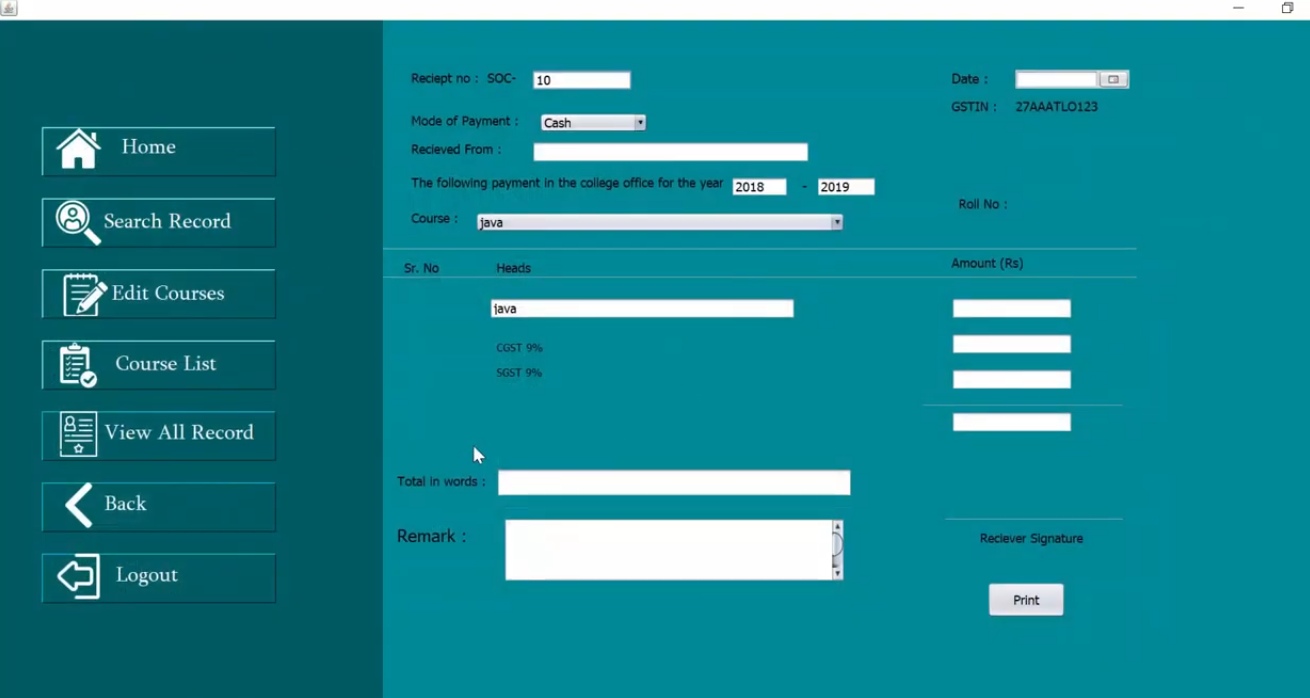 Home
Search Record
Edit Courses
Course List
View All Record
Back
Logout
Reciept no : SOC- 10
Date :
GSTIN : 27AAATLO123
Mode of Payment : Cash
Recieved From :
The following payment in the college office for the year 2018 - 2019
Roll No :
Course : java
Sr. No Heads Amount (Rs)
java
CGST 9%
SGST 9%
Total in words :
Remark :
Reciever Signature
Print